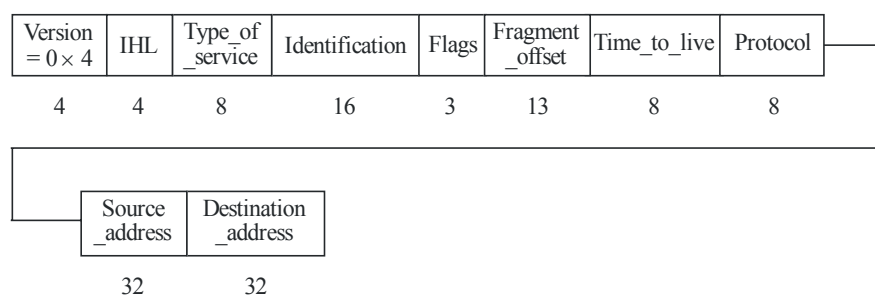 Version
= 0 × 4
IHL
Type_of
_service
Identification
Flags
Fragment
_offset
Time_to_live
Protocol
4
4
8
16
3
13
8
8
Source
_address
Destination
_address
32
32